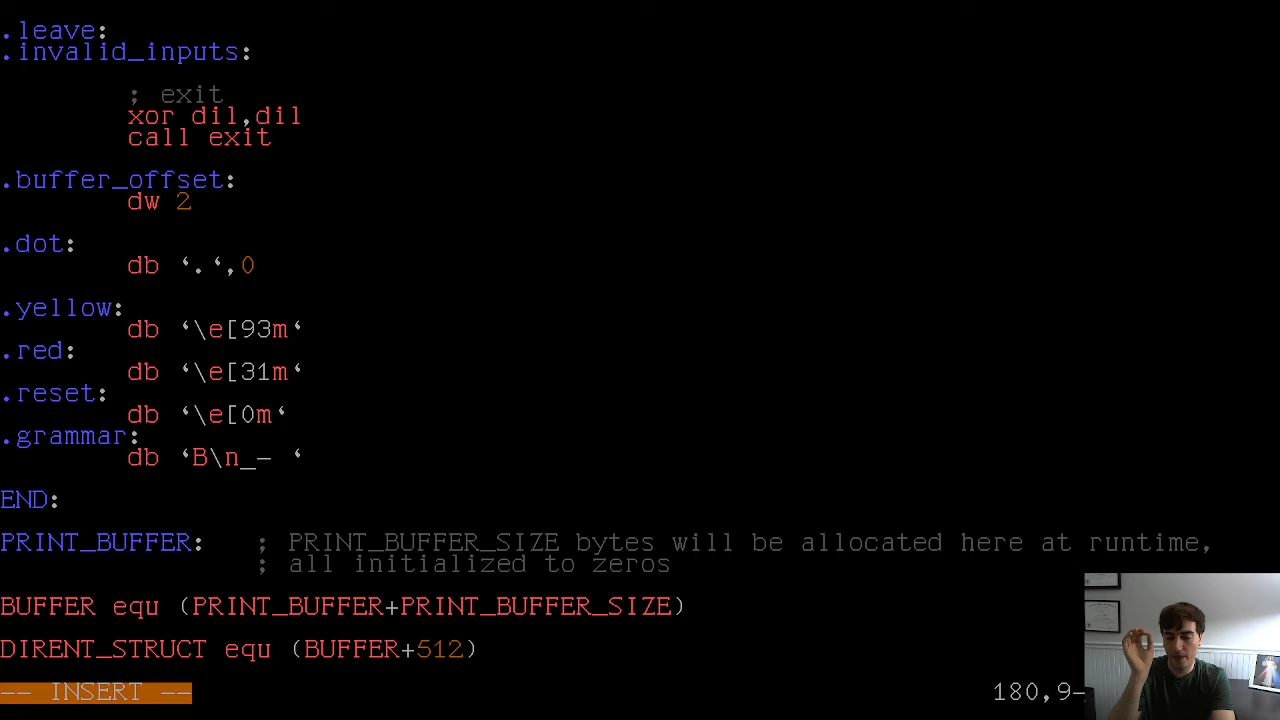 .leave:
.invalid_inputs:
; exit
xor dil,dil
call exit
.buffer_offset:
dw 2
.dot:
db `.`,0
.yellow:
db `\e[93m`
.red:
db `\e[31m`
.reset:
db `\e[0m`
.grammar:
db `B\n_- `
END:
PRINT_BUFFER: ; PRINT_BUFFER_SIZE bytes will be allocated here at runtime,
; all initialized to zeros
BUFFER equ (PRINT_BUFFER+PRINT_BUFFER_SIZE)
DIRENT_STRUCT equ (BUFFER+512)
-- INSERT -- 180,9-